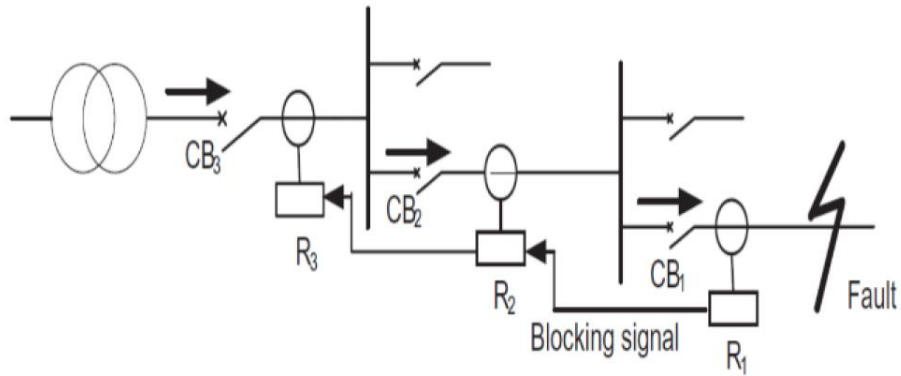 CB₃
R₃
CB₂
R₂
CB₁
R₁
Blocking signal
Fault